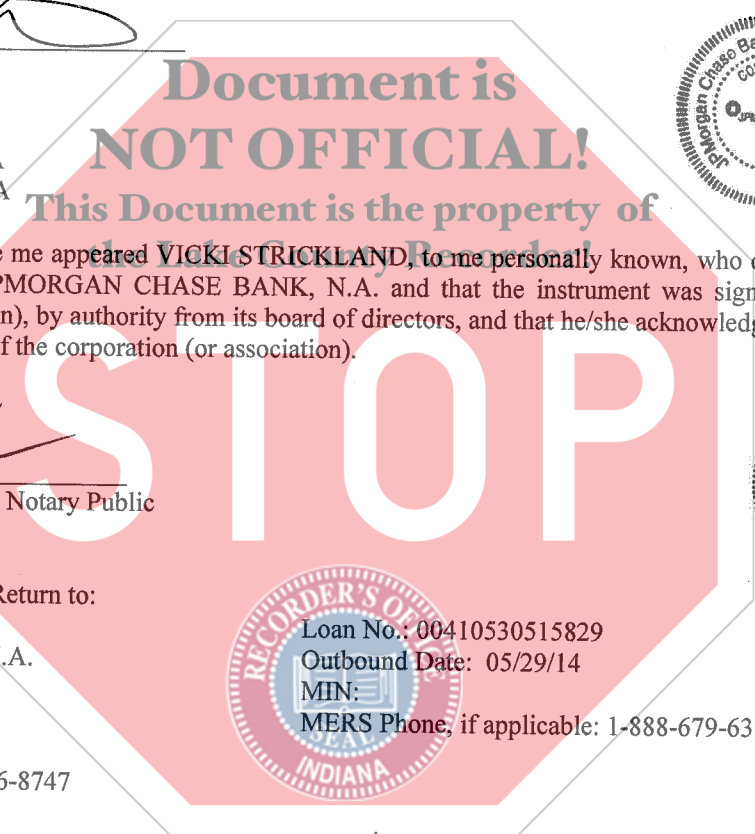 Document is
NOT OFFICIAL!
This Document is the property of
the Lake County Recorder!
JPMorgan Chase
A
me appeared VICKI STRICKLAND, to me personally known, who
PMORGAN CHASE BANK, N.A. and that the instrument was sign
n), by authority from its board of directors, and that he/she acknowledg
f the corporation (or association).
STOP
Notary Public
Return to:
RECORDER'S OFFICE
Loan No.: 00410530515829
.A.
Outbound Date: 05/29/14
MIN:
MERS Phone, if applicable: 1-888-679-63
SEAL
INDIANA
6-8747